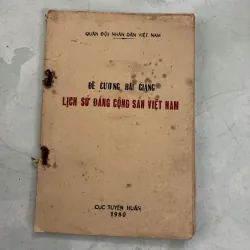 QUÂN ĐỘI NHÂN DÂN VIỆT NAM
ĐỀ CƯƠNG BÀI GIẢNG
LỊCH SỬ ĐẢNG CỘNG SẢN VIỆT NAM
CỤC TUYÊN HUẤN
1980